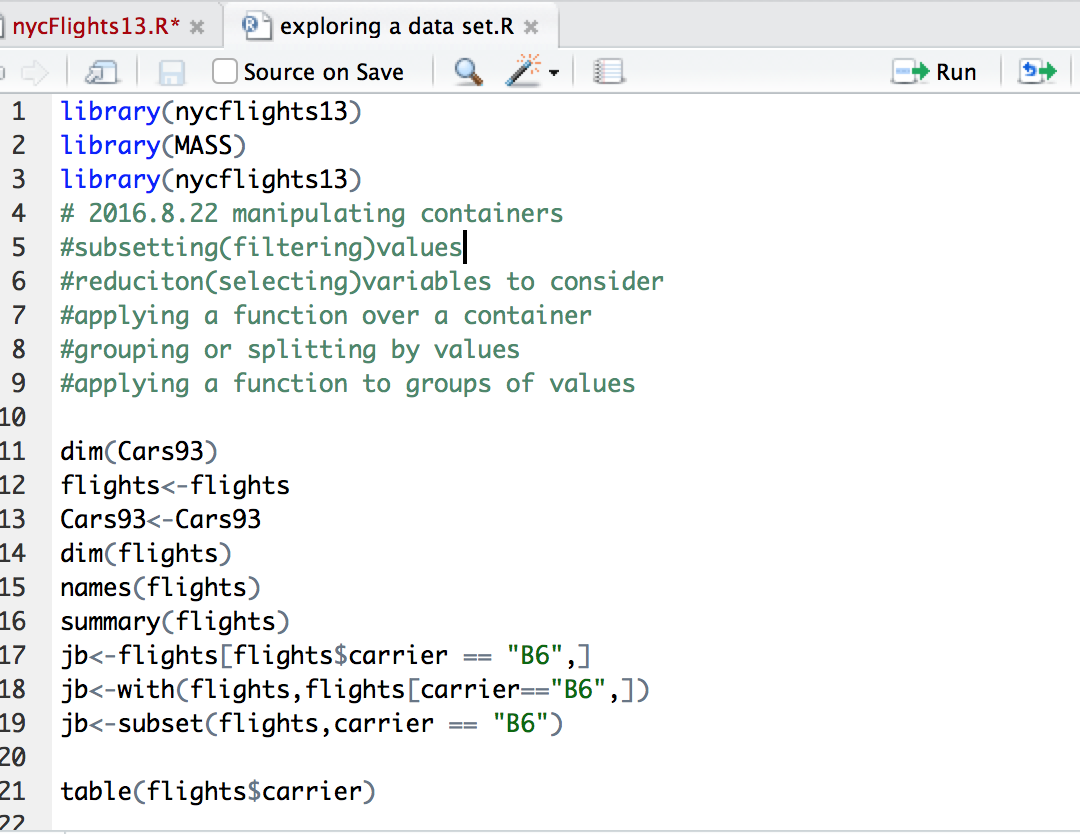 nycFlights13.R* exploring a data set.R
Source on Save Run
1 library(nycflights13)
2 library(MASS)
3 library(nycflights13)
4 # 2016.8.22 manipulating containers
5 #subsetting(filtering)values
6 #reduciton(selecting)variables to consider
7 #applying a function over a container
8 #grouping or splitting by values
9 #applying a function to groups of values
10
11 dim(Cars93)
12 flights<-flights
13 Cars93<-Cars93
14 dim(flights)
15 names(flights)
16 summary(flights)
17 jb<-flights[flights$carrier == "B6",]
18 jb<-with(flights,flights[carrier=="B6",])
19 jb<-subset(flights,carrier == "B6")
20
21 table(flights$carrier)
22